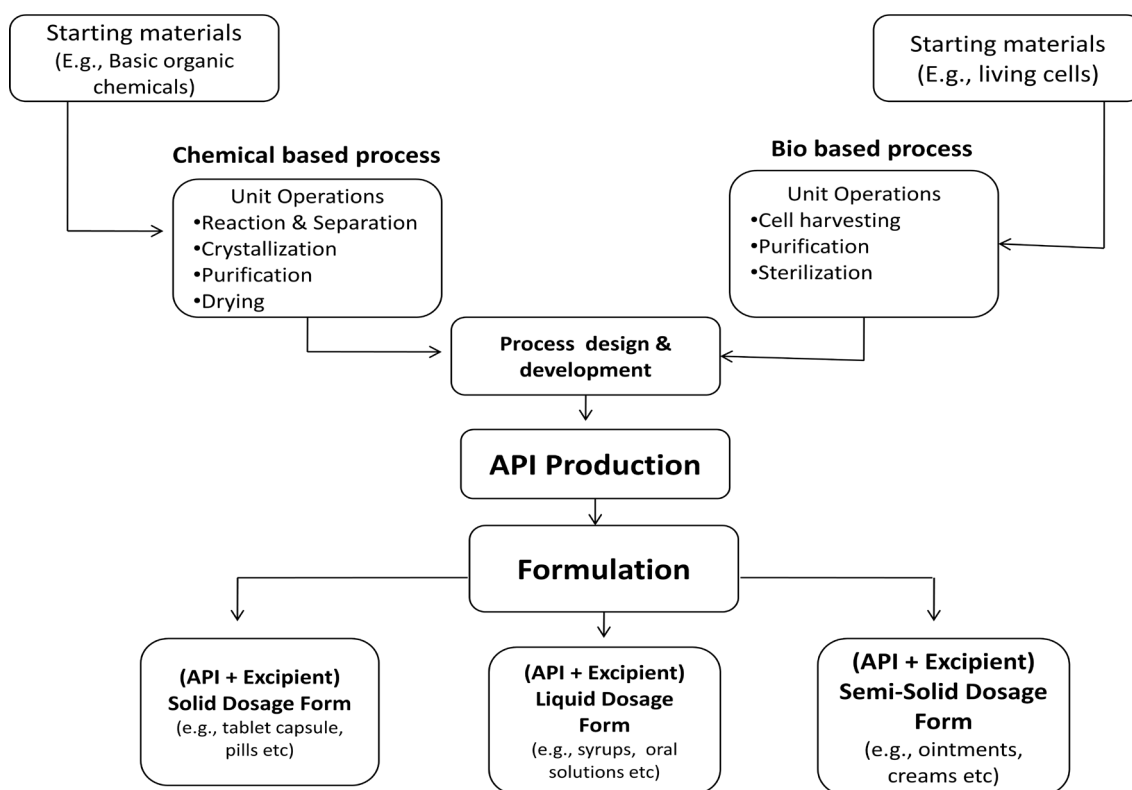 Starting materials
(E.g., Basic organic
chemicals)
Starting materials
(E.g., living cells)
Chemical based process
Unit Operations
•Reaction & Separation
•Crystallization
•Purification
•Drying
Bio based process
Unit Operations
•Cell harvesting
•Purification
•Sterilization
Process design &
development
API Production
Formulation
(API + Excipient)
Solid Dosage Form
(e.g., tablet capsule,
pills etc)
(API + Excipient)
Liquid Dosage
Form
(e.g., syrups, oral
solutions etc)
(API + Excipient)
Semi-Solid Dosage
Form
(e.g., ointments,
creams etc)